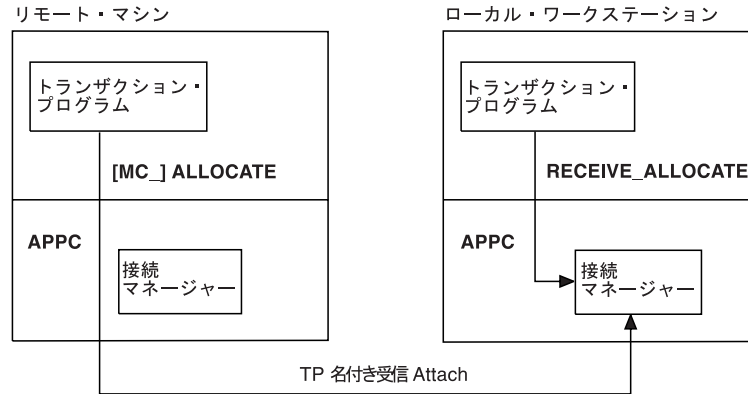 リモート・マシン
トランザクション・
プログラム
[MC_] ALLOCATE
APPC
接続
マネージャー
ローカル・ワークステーション
トランザクション・
プログラム
RECEIVE_ALLOCATE
APPC
接続
マネージャー
TP 名付き受信 Attach